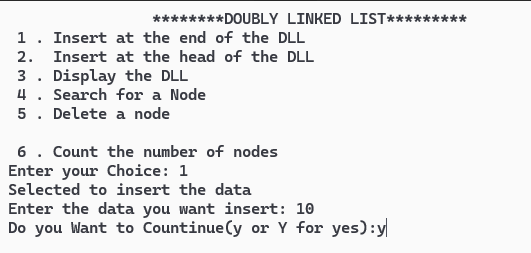 ********DOUBLY LINKED LIST*********
1 . Insert at the end of the DLL
2.  Insert at the head of the DLL
3 . Display the DLL
4 . Search for a Node
5 . Delete a node
6 . Count the number of nodes
Enter your Choice: 1
Selected to insert the data
Enter the data you want insert: 10
Do you Want to Countinue(y or Y for yes):y